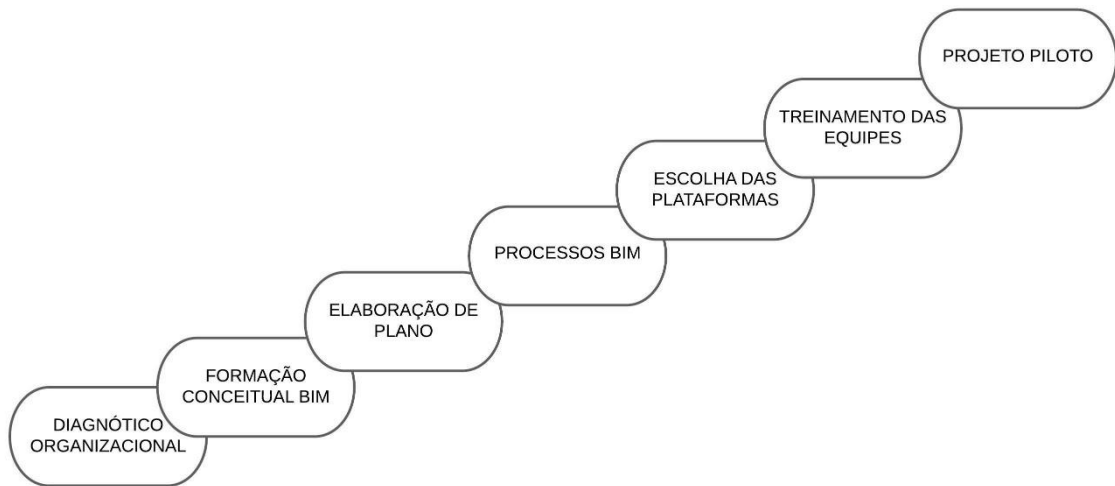 PROJETO PILOTO
TREINAMENTO DAS
EQUIPES
ESCOLHA DAS
PLATAFORMAS
PROCESSOS BIM
ELABORAÇÃO DE
PLANO
FORMAÇÃO
CONCEITUAL BIM
DIAGNÓTICO
ORGANIZACIONAL